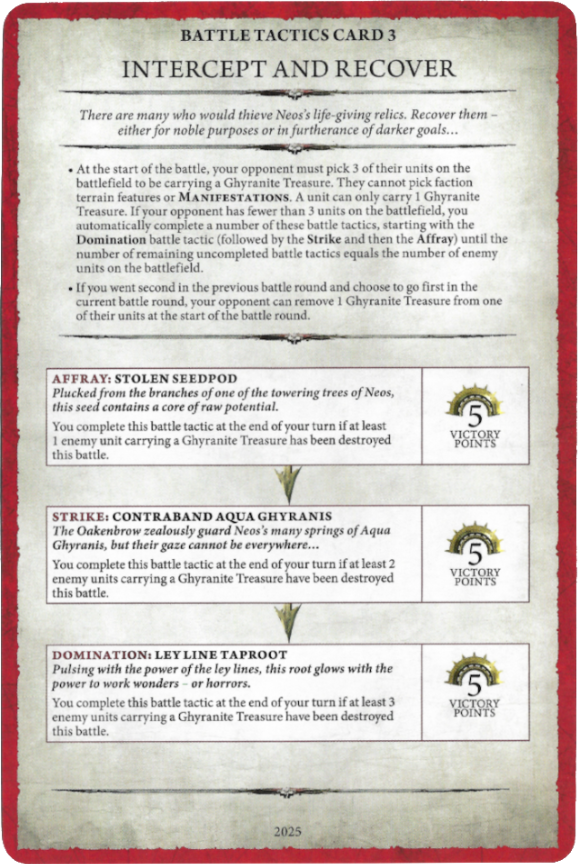 BATTLE TACTICS CARD 3
INTERCEPT AND RECOVER
There are many who would thieve Neos's life-giving relics. Recover them –
either for noble purposes or in furtherance of darker goals…
• At the start of the battle, your opponent must pick 3 of their units on the
battlefield to be carrying a Ghyranite Treasure. They cannot pick faction
terrain features or MANIFESTATIONS. A unit can only carry 1 Ghyranite
Treasure. If your opponent has fewer than 3 units on the battlefield, you
automatically complete a number of these battle tactics, starting with the
Domination battle tactic (followed by the Strike and then the Affray) until the
number of remaining uncompleted battle tactics equals the number of enemy
units on the battlefield.
• If you went second in the previous battle round and choose to go first in the
current battle round, your opponent can remove 1 Ghyranite Treasure from one
of their units at the start of the battle round.
AFFRAY: STOLEN SEEDPOD
Plucked from the branches of one of the towering trees of Neos,
this seed contains a core of raw potential.
You complete this battle tactic at the end of your turn if at least
1 enemy unit carrying a Ghyranite Treasure has been destroyed
this battle.
5
VICTORY
POINTS
STRIKE: CONTRABAND AQUA GHYRANIS
The Oakenbrow zealously guard Neos's many springs of Aqua
Ghyranis, but their gaze cannot be everywhere…
You complete this battle tactic at the end of your turn if at least 2
enemy units carrying a Ghyranite Treasure have been destroyed
this battle.
5
VICTORY
POINTS
DOMINATION: LEY LINE TAPROOT
Pulsing with the power of the ley lines, this root glows with the
power to work wonders – or horrors.
You complete this battle tactic at the end of your turn if at least 3
enemy units carrying a Ghyranite Treasure have been destroyed
this battle.
5
VICTORY
POINTS
2025